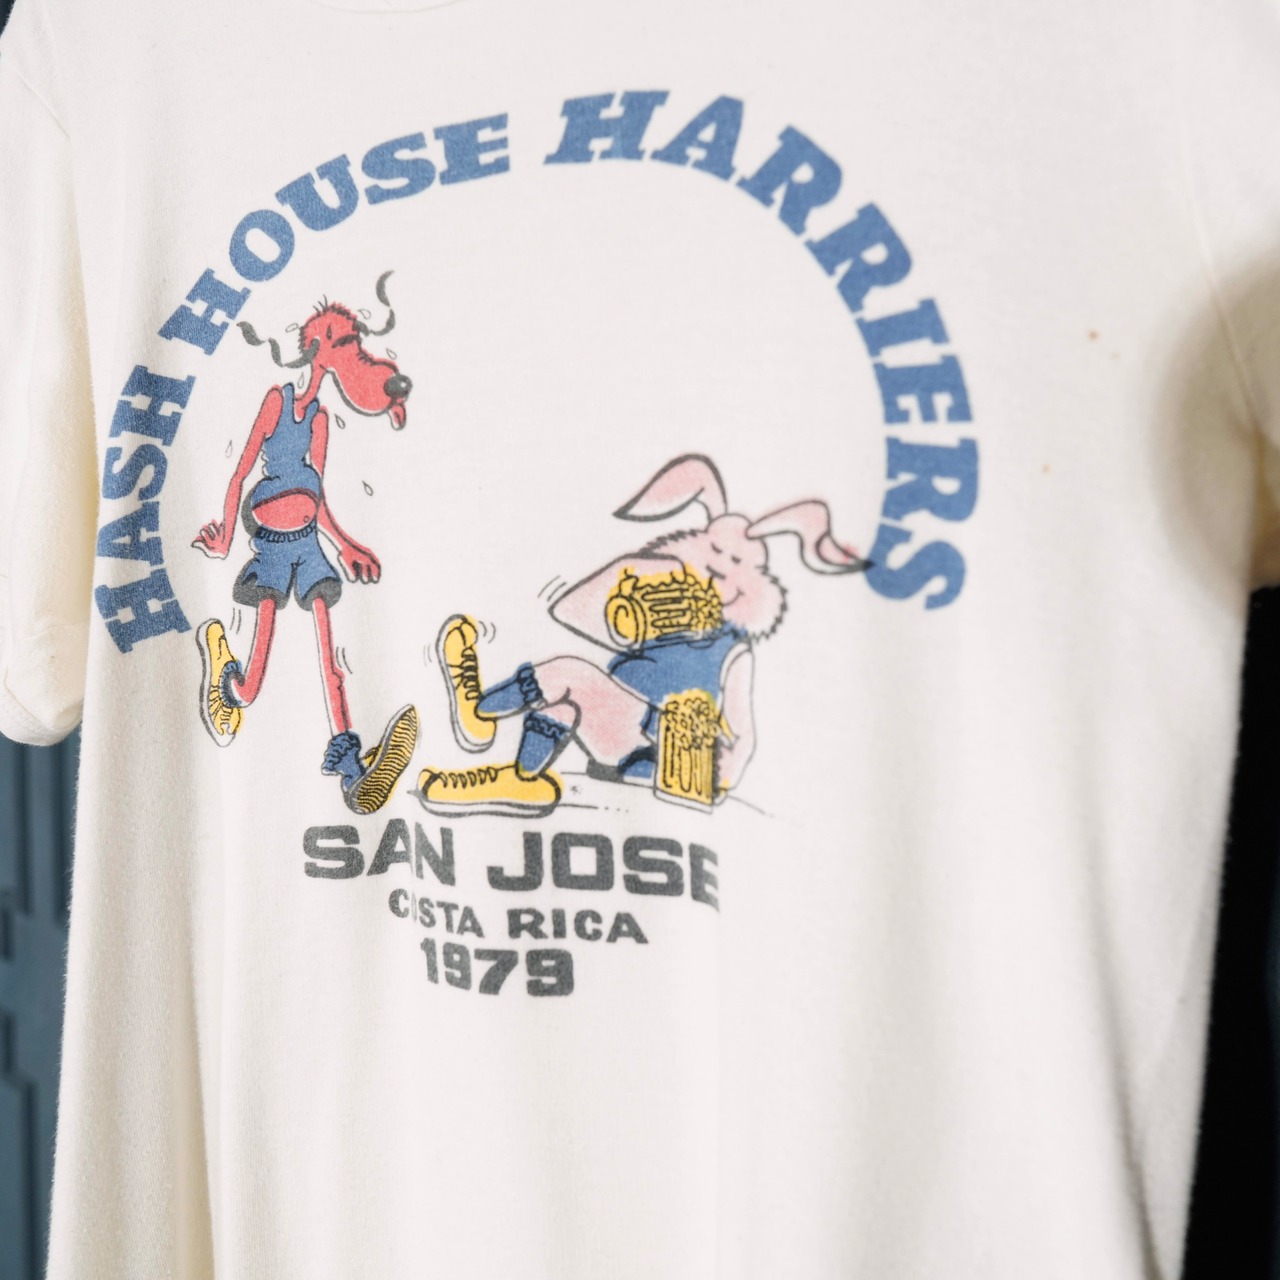 HASH HOUSE HARRIERS
SAN JOSE
COSTA RICA
1979